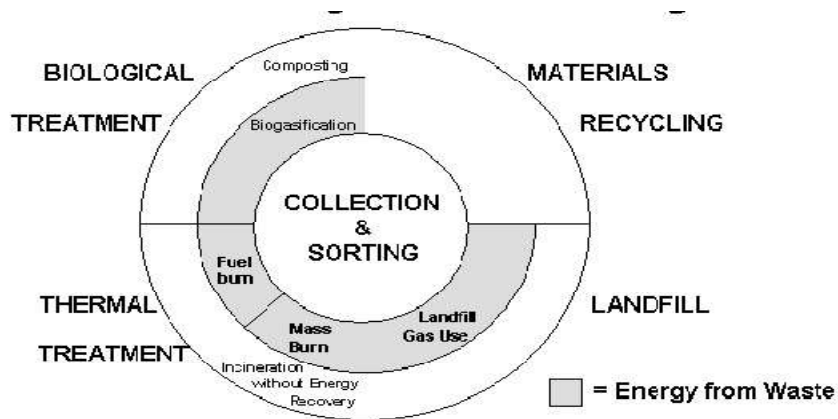 BIOLOGICAL
TREATMENT
Composting
Biogasification
MATERIALS
RECYCLING
COLLECTION
&
SORTING
Fuel
burn
Mass
Burn
Landfill
Gas Use
THERMAL
TREATMENT
Incineration
without Energy
Recovery
LANDFILL
= Energy from Waste